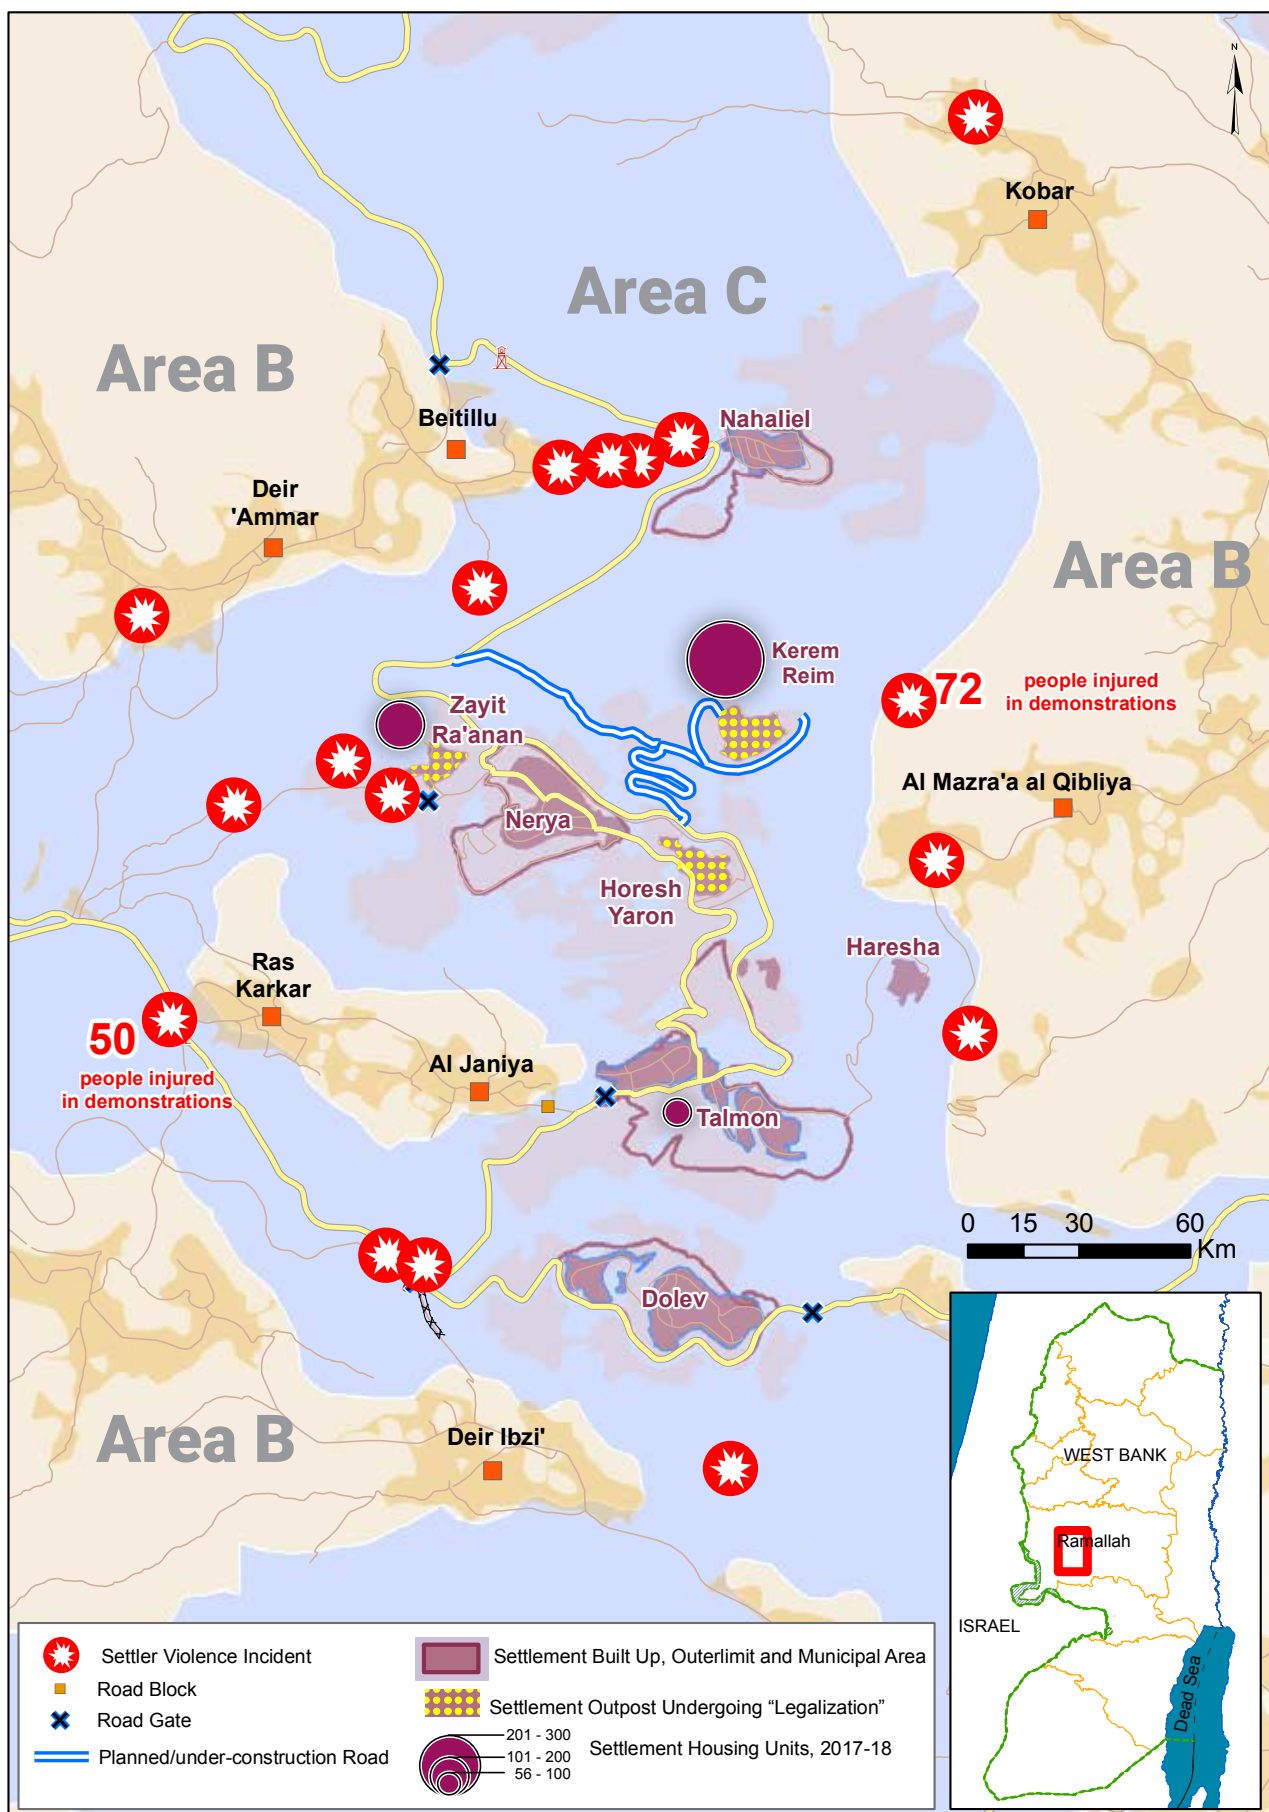 N
Kobar
Area C
Area B
Beitillu
Nahaliel
Deir
'Ammar
Area B
Kerem
Reim
72
people injured
in demonstrations
Zayit
Ra'anan
Al Mazra'a al Qibliya
Nerya
Horesh
Yaron
Haresha
Ras
Karkar
50
people injured
in demonstrations
Al Janiya
Talmon
0 15 30 60
Km
Dolev
Area B
Deir Ibzi'
WEST BANK
Ramallah
ISRAEL
Dead Sea
Settler Violence Incident
Road Block
Road Gate
Planned/under-construction Road
Settlement Built Up, Outerlimit and Municipal Area
Settlement Outpost Undergoing “Legalization”
201 - 300
101 - 200
56 - 100
Settlement Housing Units, 2017-18